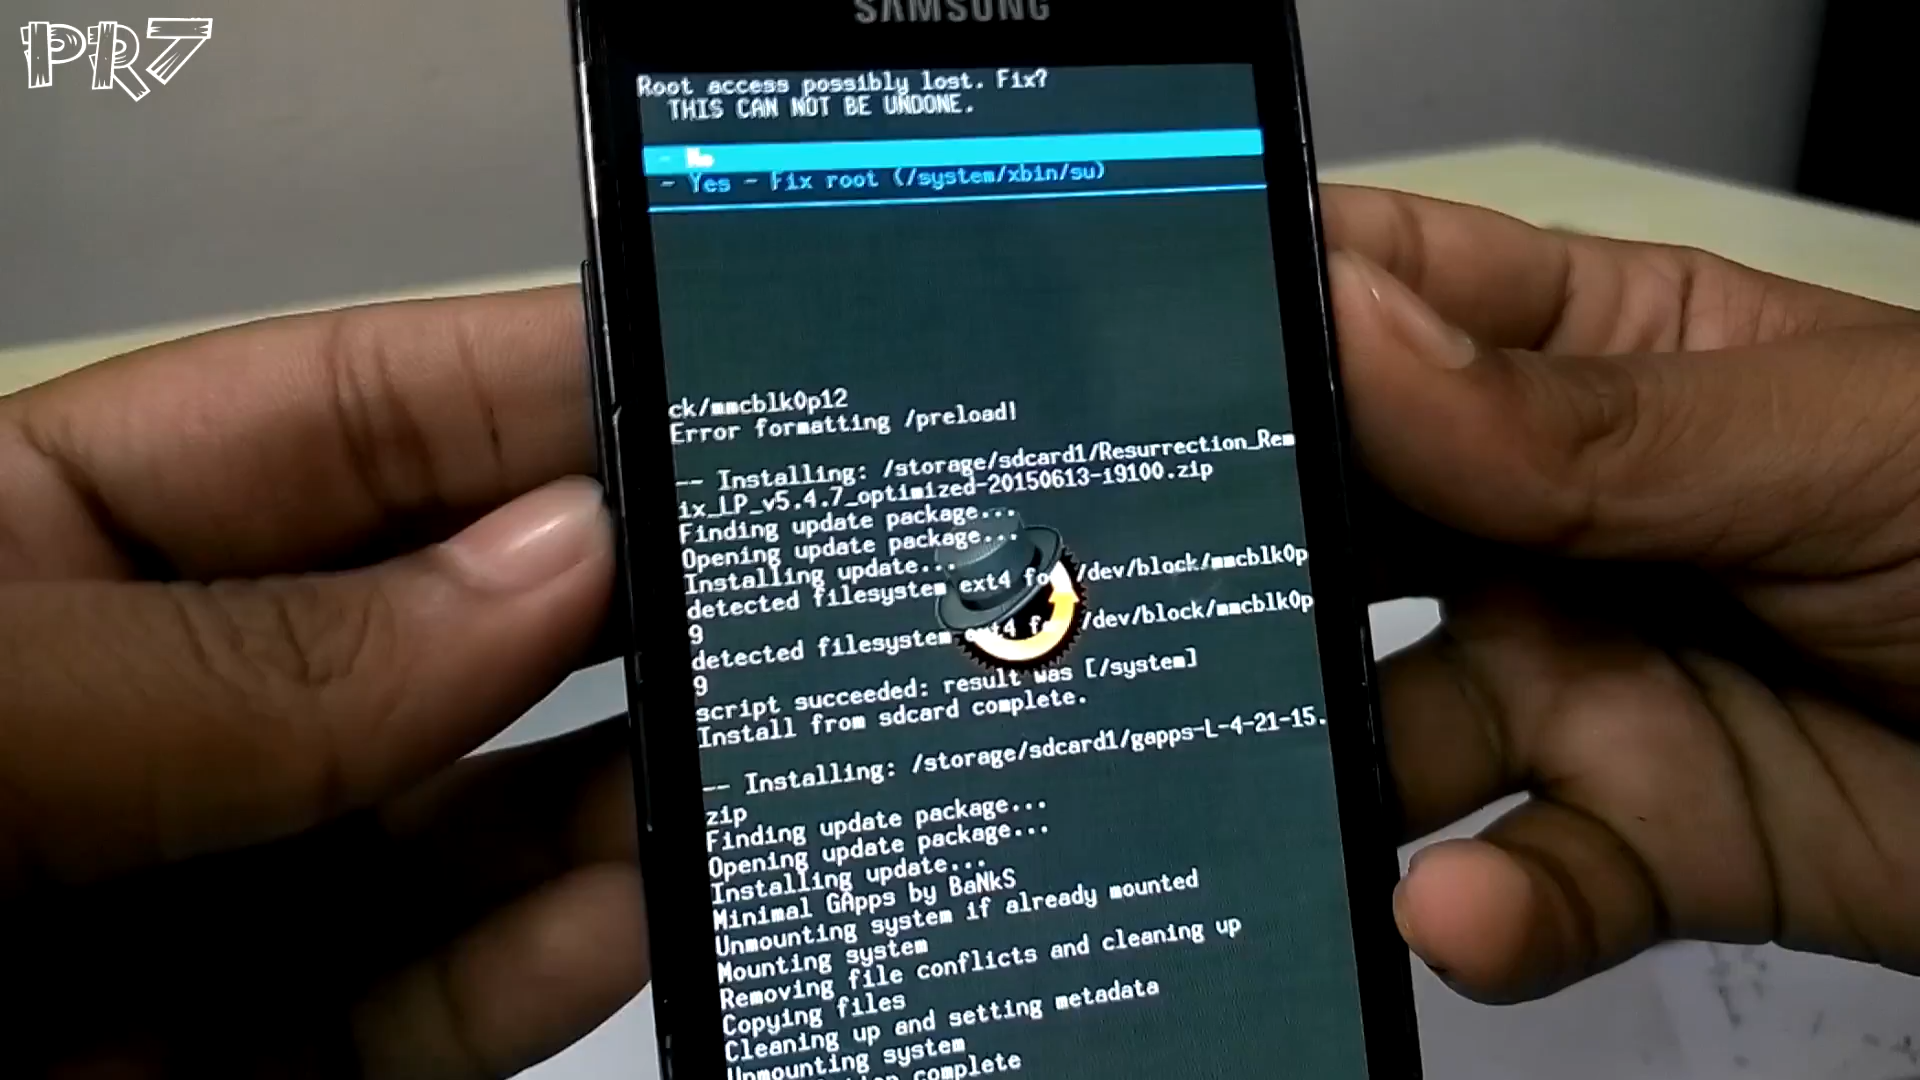 PR7
SAMSUNG
Root access possibly lost. Fix?
THIS CAN NOT BE UNDONE.
- No
- Yes - Fix root (/system/xbin/su)
ck/mmcblk0p12
Error formatting /preload!
-- Installing: /storage/sdcard1/Resurrection_Rem
ix_LP_v5.4.7_optimized-20150613-i9100.zip
Finding update package...
Opening update package...
Installing update...
detected filesystem ext4 for /dev/block/mmcblk0p
9
detected filesystem ext4 for /dev/block/mmcblk0p
9
script succeeded: result was [/system]
Install from sdcard complete.
-- Installing: /storage/sdcard1/gapps-L-4-21-15.
zip
Finding update package...
Opening update package...
Installing update...
Minimal GApps by BaNkS
Unmounting system if already mounted
Mounting system
Removing file conflicts and cleaning up
Copying files
Cleaning up and setting metadata
Unmounting system
complete